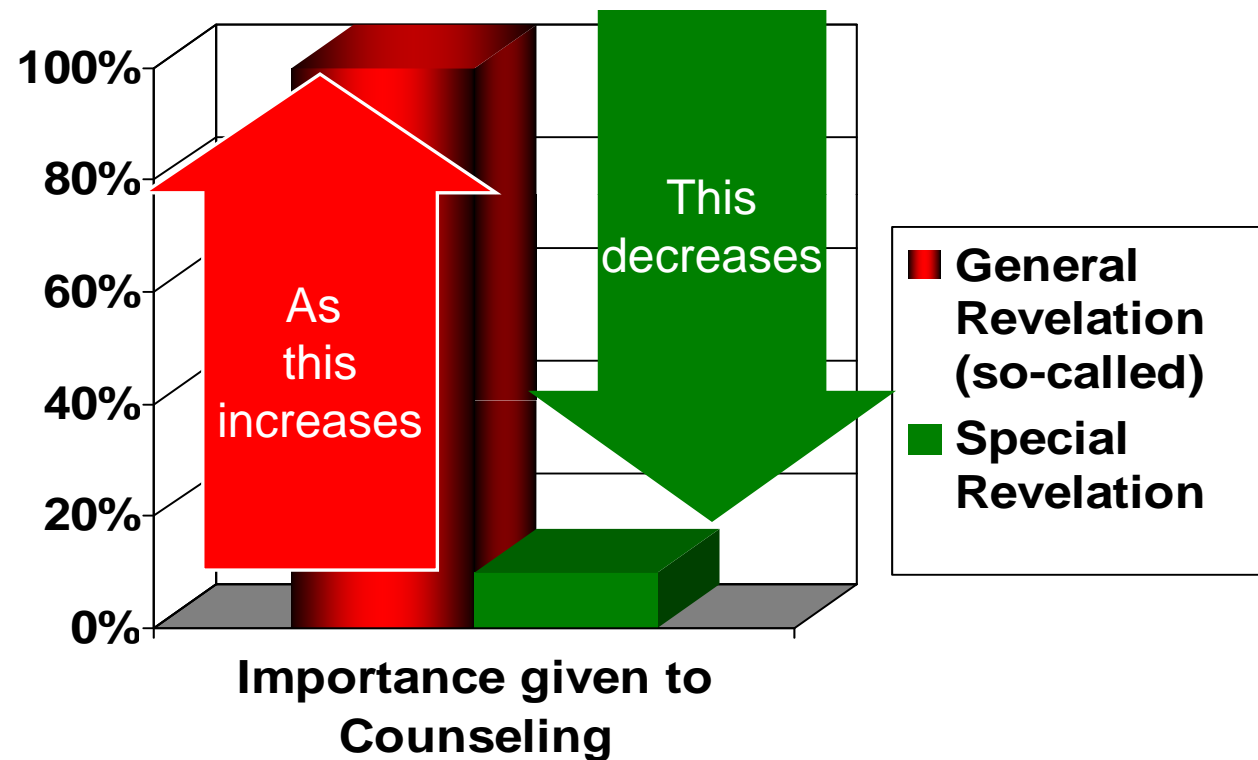 100%
80%
60%
40%
20%
0%
As
this
increases
This
decreases
General
Revelation
(so-called)
Special
Revelation
Importance given to
Counseling